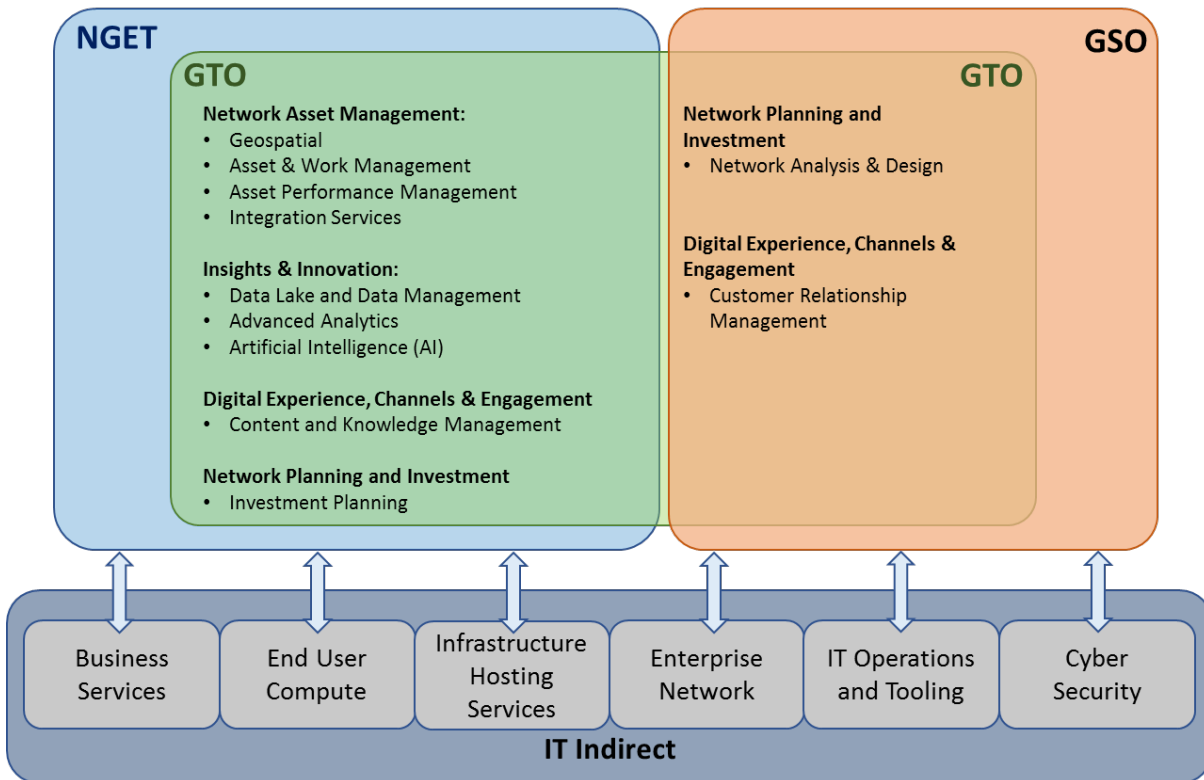 NGET
GTO
Network Asset Management:
• Geospatial
• Asset & Work Management
• Asset Performance Management
• Integration Services
Insights & Innovation:
• Data Lake and Data Management
• Advanced Analytics
• Artificial Intelligence (AI)
Digital Experience, Channels & Engagement
• Content and Knowledge Management
Network Planning and Investment
• Investment Planning
GSO
GTO
Network Planning and
Investment
• Network Analysis & Design
Digital Experience, Channels &
Engagement
• Customer Relationship
Management
Business
Services
End User
Compute
Infrastructure
Hosting
Services
Enterprise
Network
IT Operations
and Tooling
Cyber
Security
IT Indirect